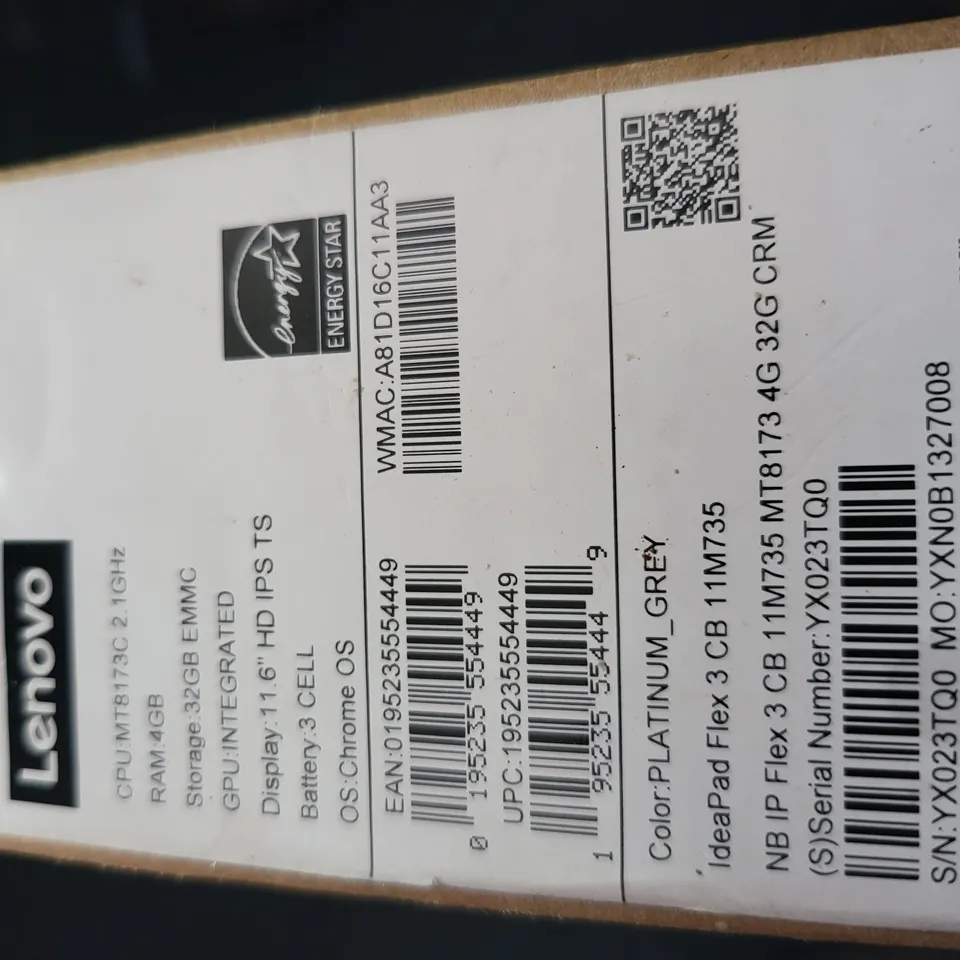 Lenovo
CPU:MT8173C 2.1GHz
RAM:4GB
Storage:32GB EMMC
GPU:INTEGRATED
Display:11.6" HD IPS TS
Battery:3 CELL
OS:Chrome OS
energy
ENERGY STAR
EAN:0195235554449
0 195235 554449
WMAC:A81D16C11AA3
UPC:195235554449
1 95235 55444 9
Color:PLATINUM_GREY
IdeaPad Flex 3 CB 11M735
NB IP Flex 3 CB 11M735 MT8173 4G 32G CRM
(S)Serial Number:YX023TQ0
S/N:YX023TQ0 MO:YXN0B1327008